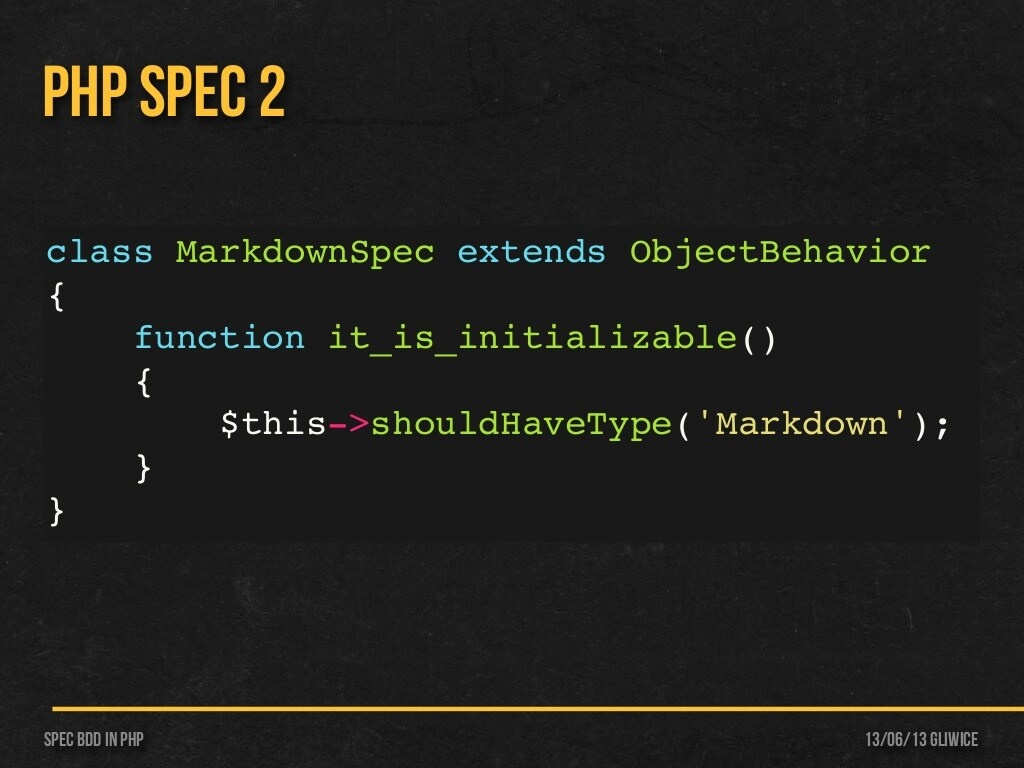 PHP SPEC 2
class MarkdownSpec extends ObjectBehavior
{
    function it_is_initializable()
    {
        $this->shouldHaveType('Markdown');
    }
}
SPEC BDD IN PHP
13/06/13 GLIWICE